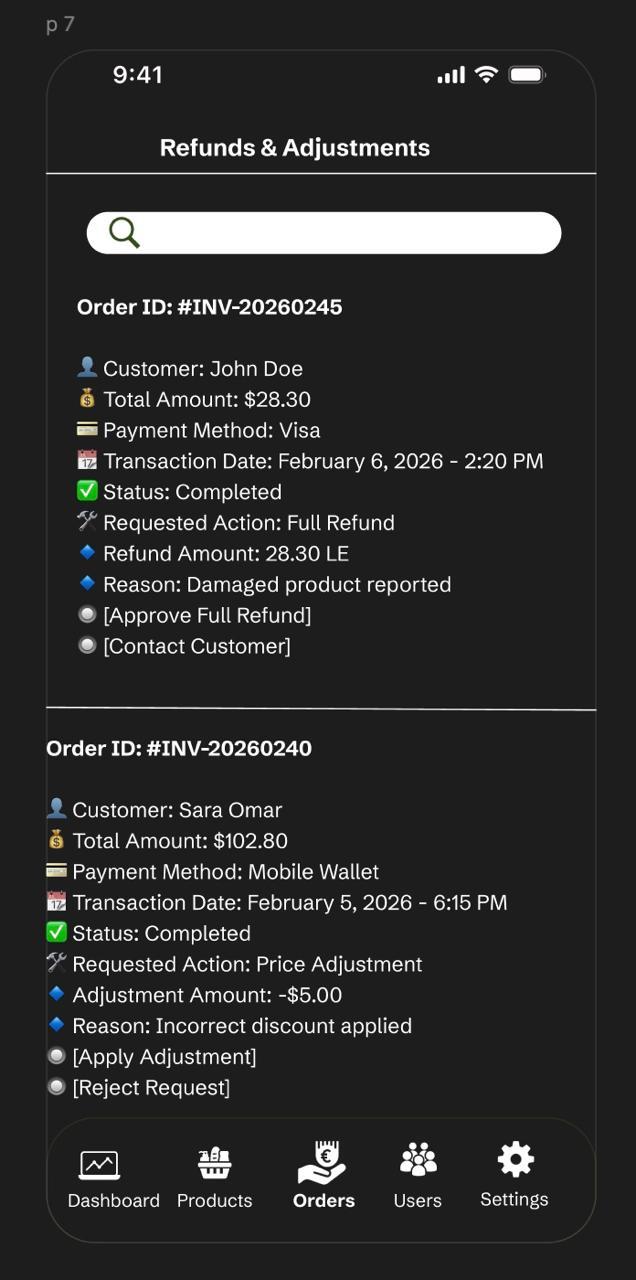 p 7
9:41
Refunds & Adjustments
Order ID: #INV-20260245
👤 Customer: John Doe
💰 Total Amount: $28.30
💳 Payment Method: Visa
📅 Transaction Date: February 6, 2026 - 2:20 PM
✅ Status: Completed
🛠 Requested Action: Full Refund
🔹 Refund Amount: 28.30 LE
🔹 Reason: Damaged product reported
🔘 [Approve Full Refund]
🔘 [Contact Customer]
Order ID: #INV-20260240
👤 Customer: Sara Omar
💰 Total Amount: $102.80
💳 Payment Method: Mobile Wallet
📅 Transaction Date: February 5, 2026 - 6:15 PM
✅ Status: Completed
🛠 Requested Action: Price Adjustment
🔹 Adjustment Amount: -$5.00
🔹 Reason: Incorrect discount applied
🔘 [Apply Adjustment]
🔘 [Reject Request]
Dashboard Products Orders Users Settings